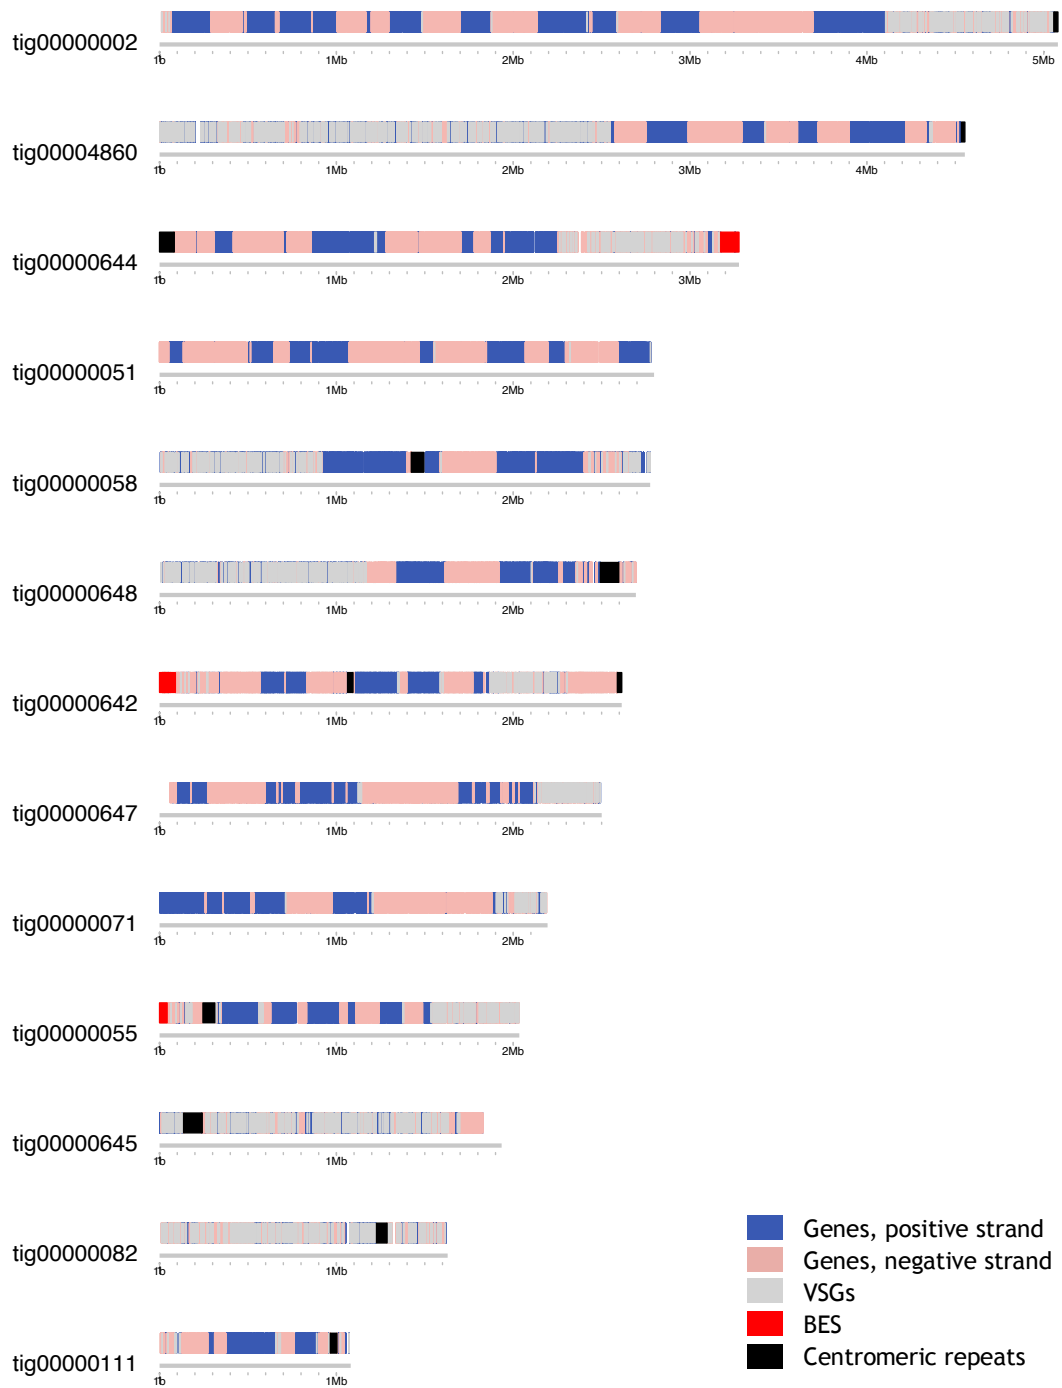 tig00000002
1b 1Mb 2Mb 3Mb 4Mb 5Mb
tig00004860
1b 1Mb 2Mb 3Mb 4Mb
tig00000644
1b 1Mb 2Mb 3Mb
tig00000051
1b 1Mb 2Mb
tig00000058
1b 1Mb 2Mb
tig00000648
1b 1Mb 2Mb
tig00000642
1b 1Mb 2Mb
tig00000647
1b 1Mb 2Mb
tig00000071
1b 1Mb 2Mb
tig00000055
1b 1Mb 2Mb
tig00000645
1b 1Mb
tig00000082
1b 1Mb
tig00000111
1b 1Mb
Genes, positive strand
Genes, negative strand
VSGs
BES
Centromeric repeats